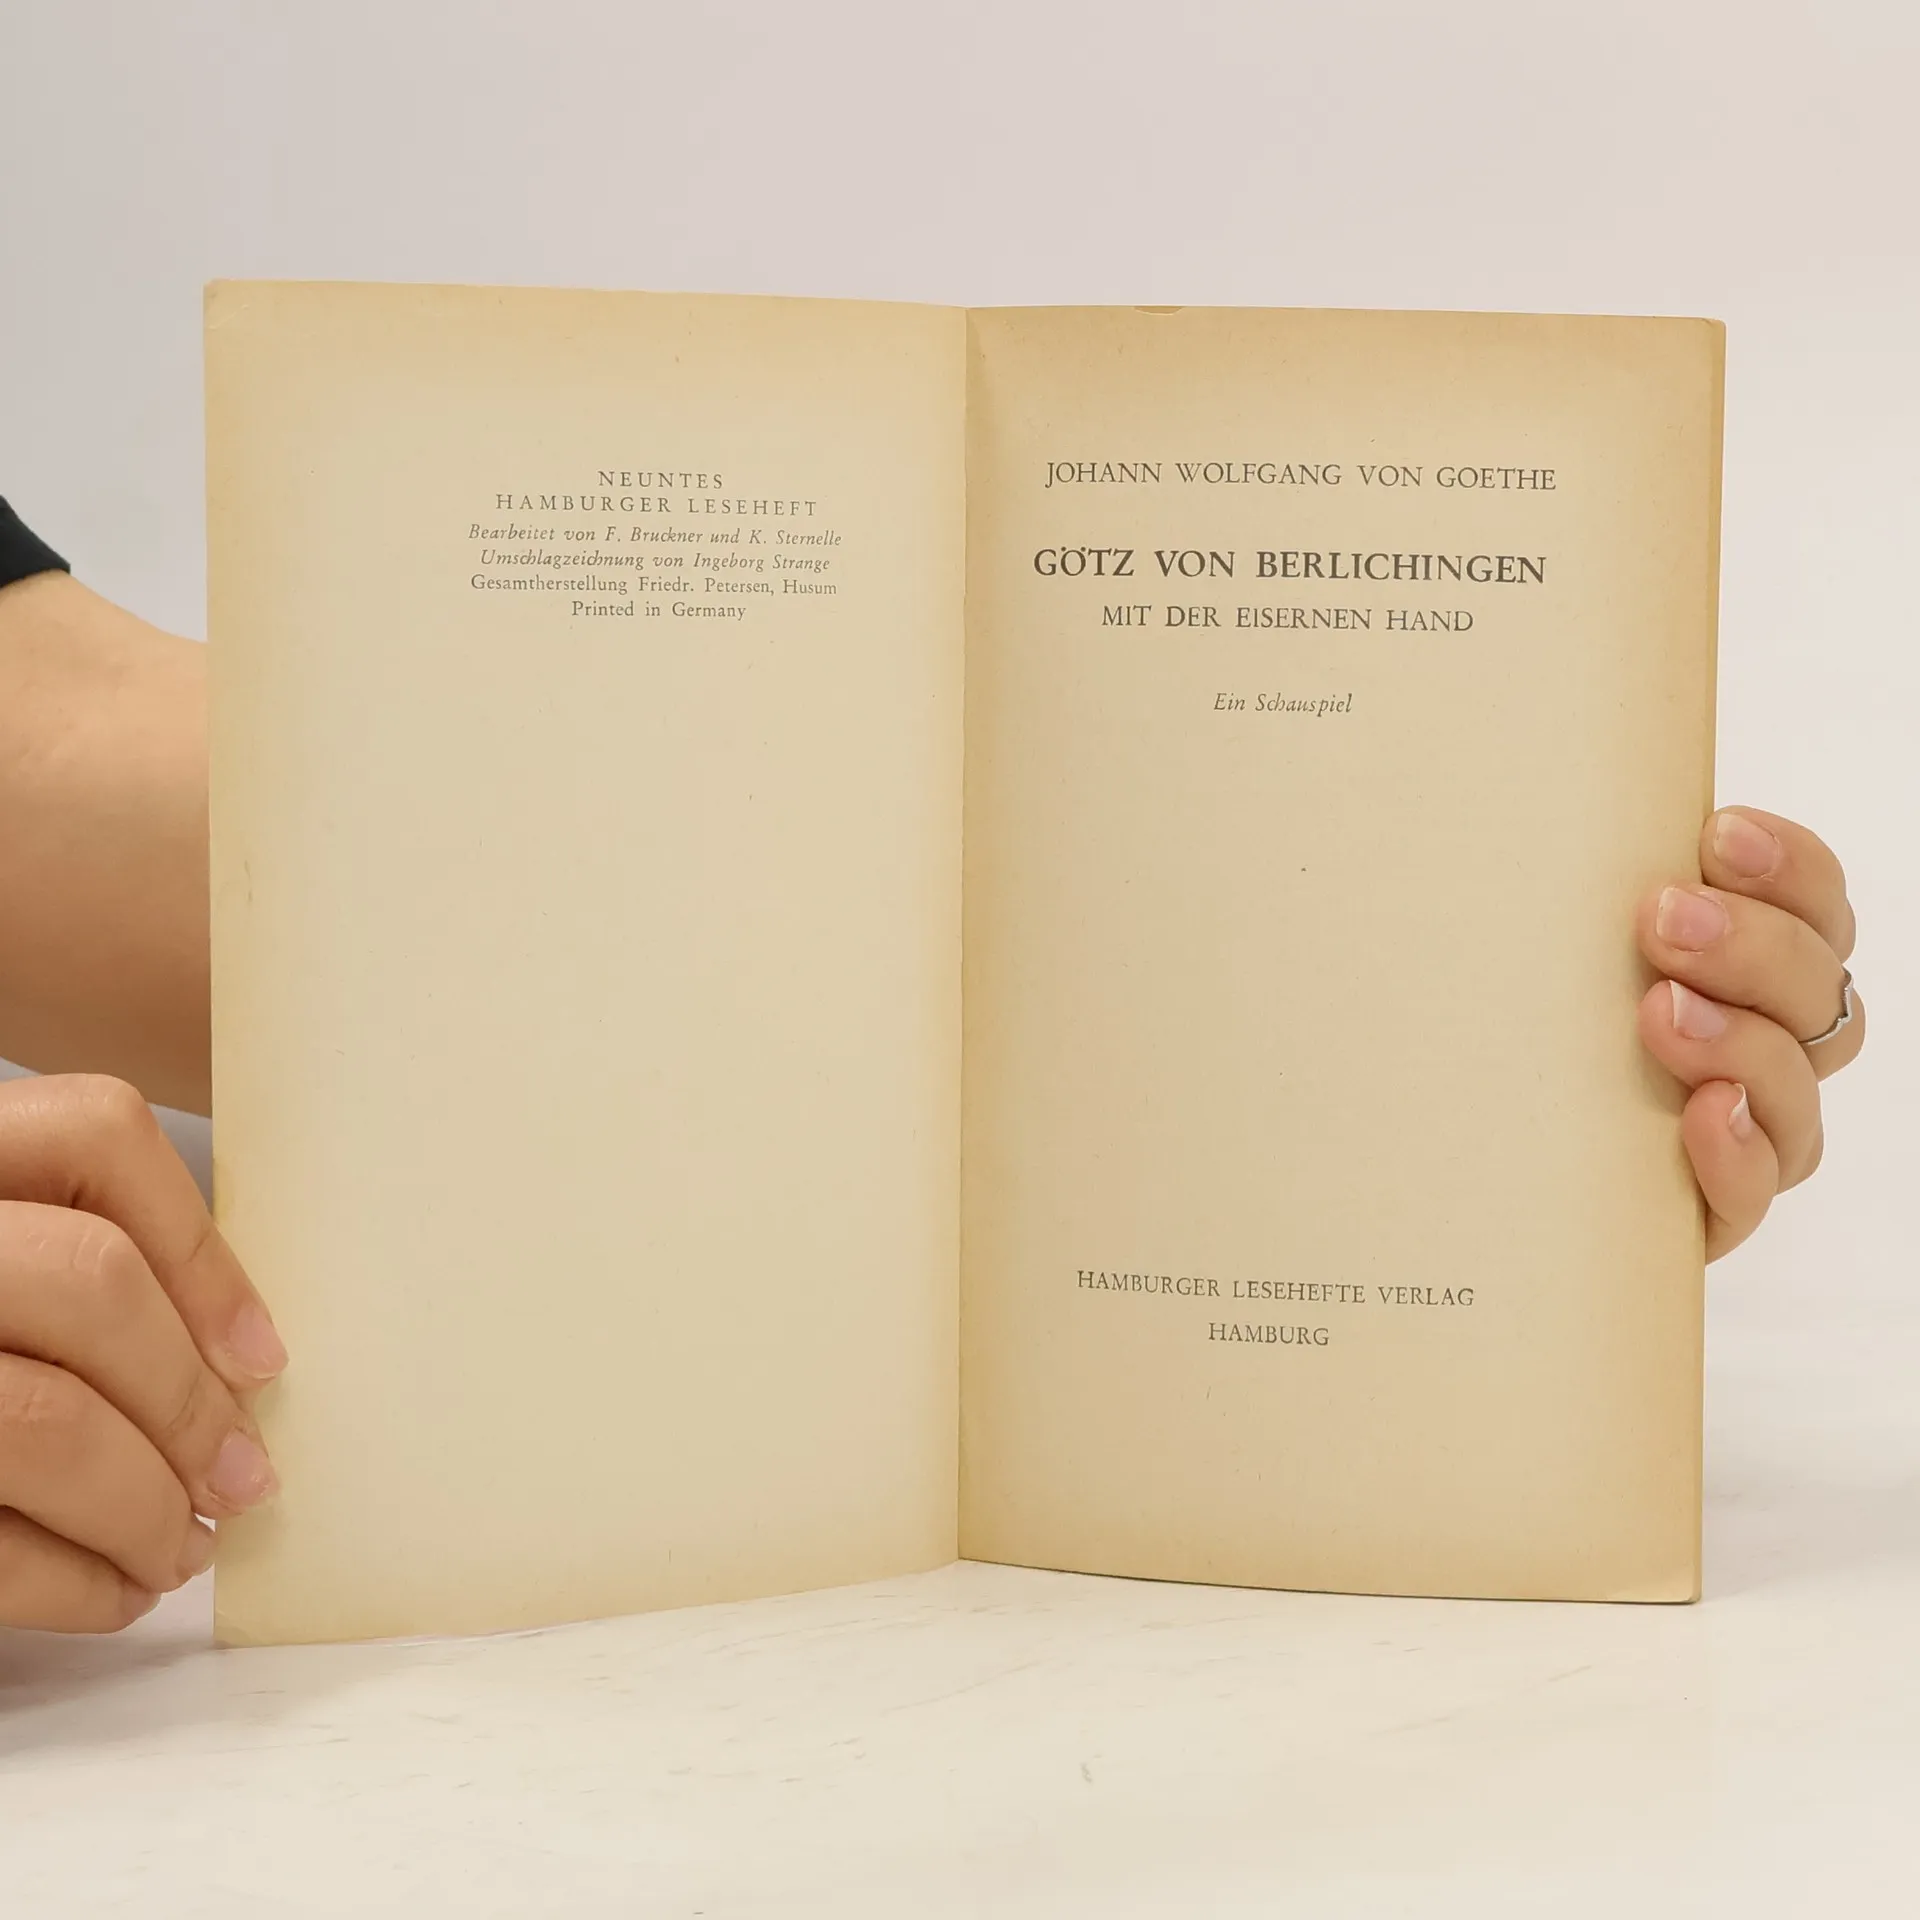 NEUNTES
HAMBURGER LESEHEFT
Bearbeitet von F. Bruckner und K. Sternelle
Umschlagzeichnung von Ingeborg Strange
Gesamtherstellung Friedr. Petersen, Husum
Printed in Germany
JOHANN WOLFGANG VON GOETHE
GÖTZ VON BERLICHINGEN
MIT DER EISERNEN HAND
Ein Schauspiel
HAMBURGER LESEHEFTE VERLAG
HAMBURG